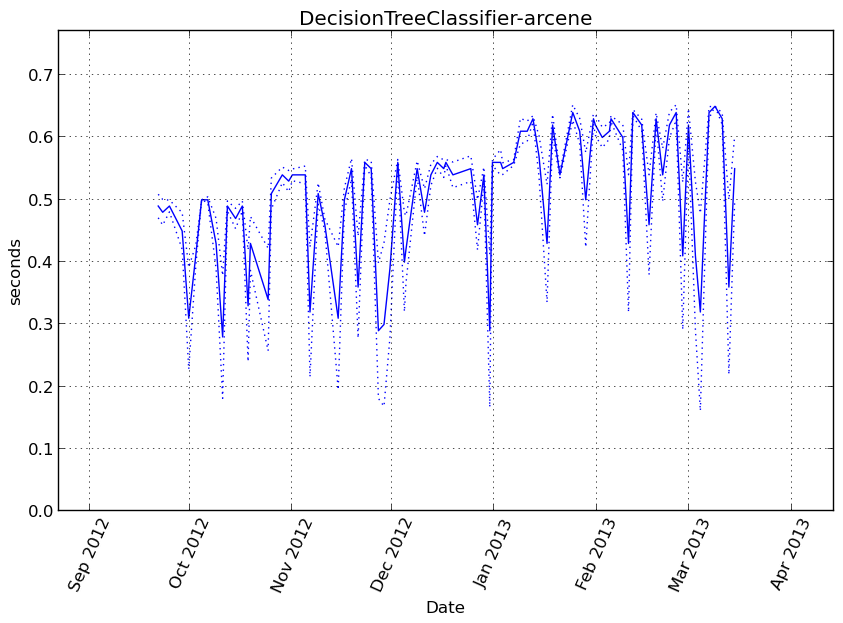 DecisionTreeClassifier-arcene
0.7
0.6
0.5
0.4
0.3
0.2
0.1
0.0
seconds
Sep 2012
Oct 2012
Nov 2012
Dec 2012
Jan 2013
Feb 2013
Mar 2013
Apr 2013
Date